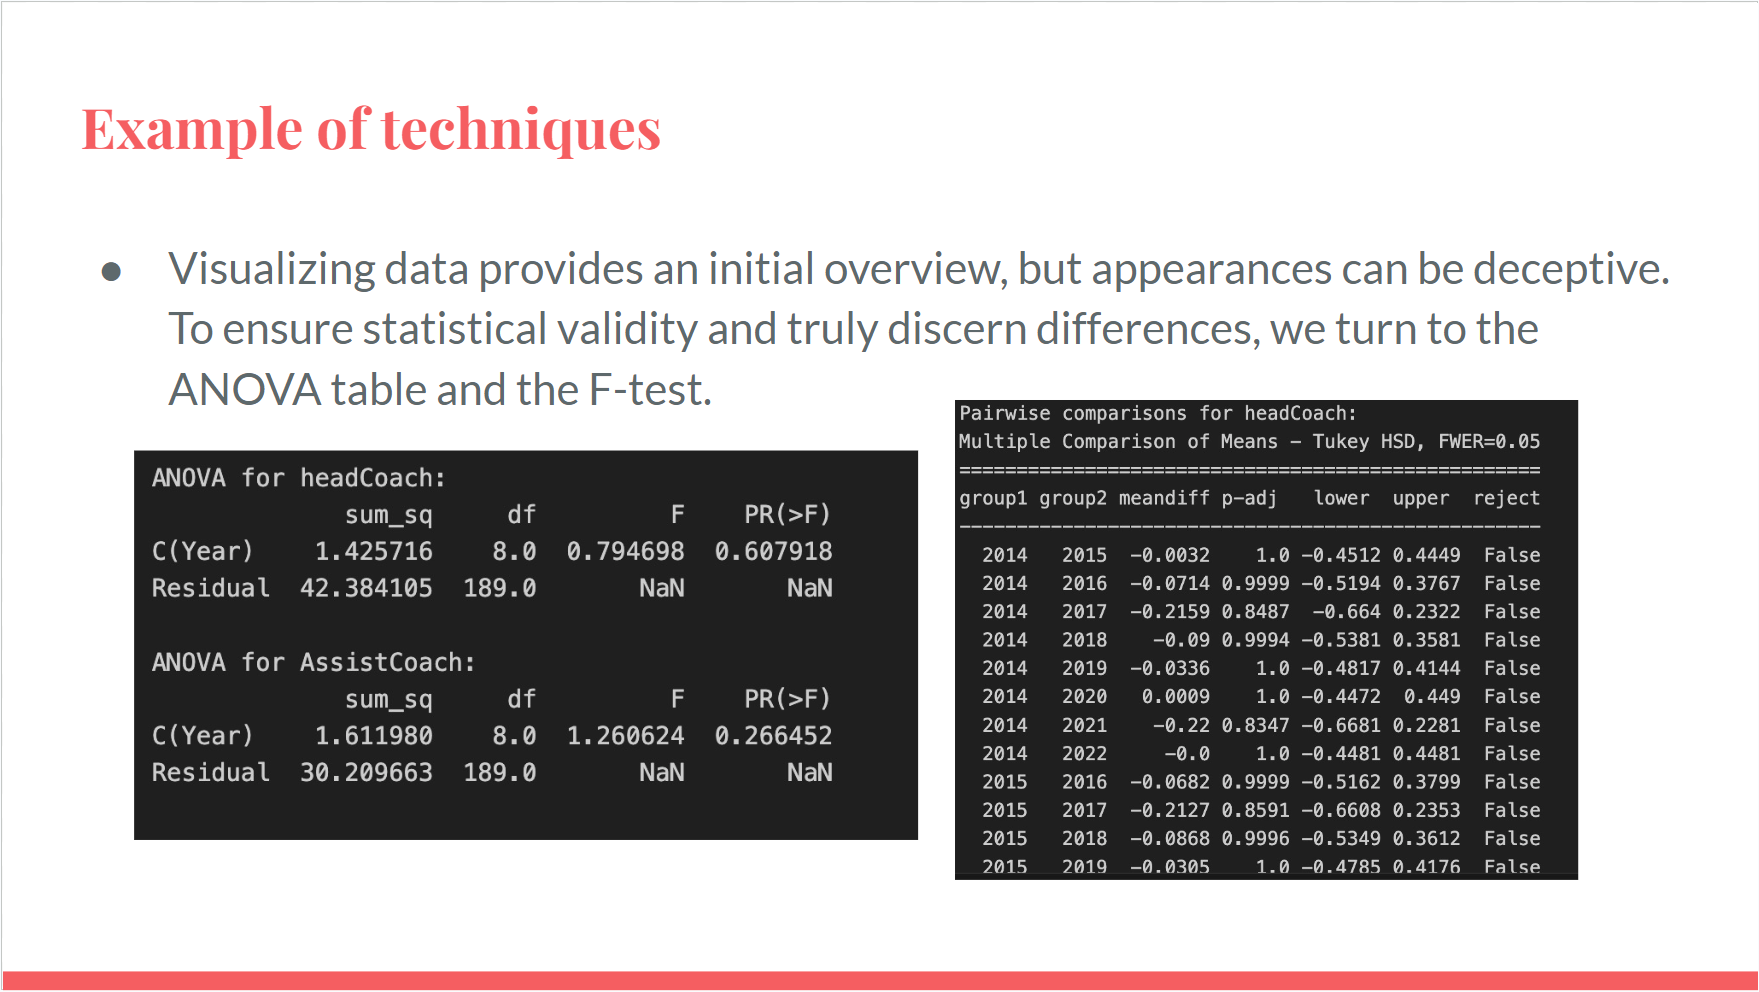 Example of techniques
● Visualizing data provides an initial overview, but appearances can be deceptive.
To ensure statistical validity and truly discern differences, we turn to the
ANOVA table and the F-test.
ANOVA for headCoach:
sum_sq df F PR(>F)
C(Year) 1.425716 8.0 0.794698 0.607918
Residual 42.384105 189.0 NaN NaN
ANOVA for AssistCoach:
sum_sq df F PR(>F)
C(Year) 1.611980 8.0 1.260624 0.266452
Residual 30.209663 189.0 NaN NaN
Pairwise comparisons for headCoach:
Multiple Comparison of Means - Tukey HSD, FWER=0.05
===================================================
group1 group2 meandiff p-adj lower upper reject
---------------------------------------------------
2014 2015 -0.0032 1.0 -0.4512 0.4449 False
2014 2016 -0.0714 0.9999 -0.5194 0.3767 False
2014 2017 -0.2159 0.8487 -0.664 0.2322 False
2014 2018 -0.09 0.9994 -0.5381 0.3581 False
2014 2019 -0.0336 1.0 -0.4817 0.4144 False
2014 2020 0.0009 1.0 -0.4472 0.449 False
2014 2021 -0.22 0.8347 -0.6681 0.2281 False
2014 2022 -0.0 1.0 -0.4481 0.4481 False
2015 2016 -0.0682 0.9999 -0.5162 0.3799 False
2015 2017 -0.2127 0.8591 -0.6608 0.2353 False
2015 2018 -0.0868 0.9996 -0.5349 0.3612 False
2015 2019 -0.0305 1.0 -0.4785 0.4176 False